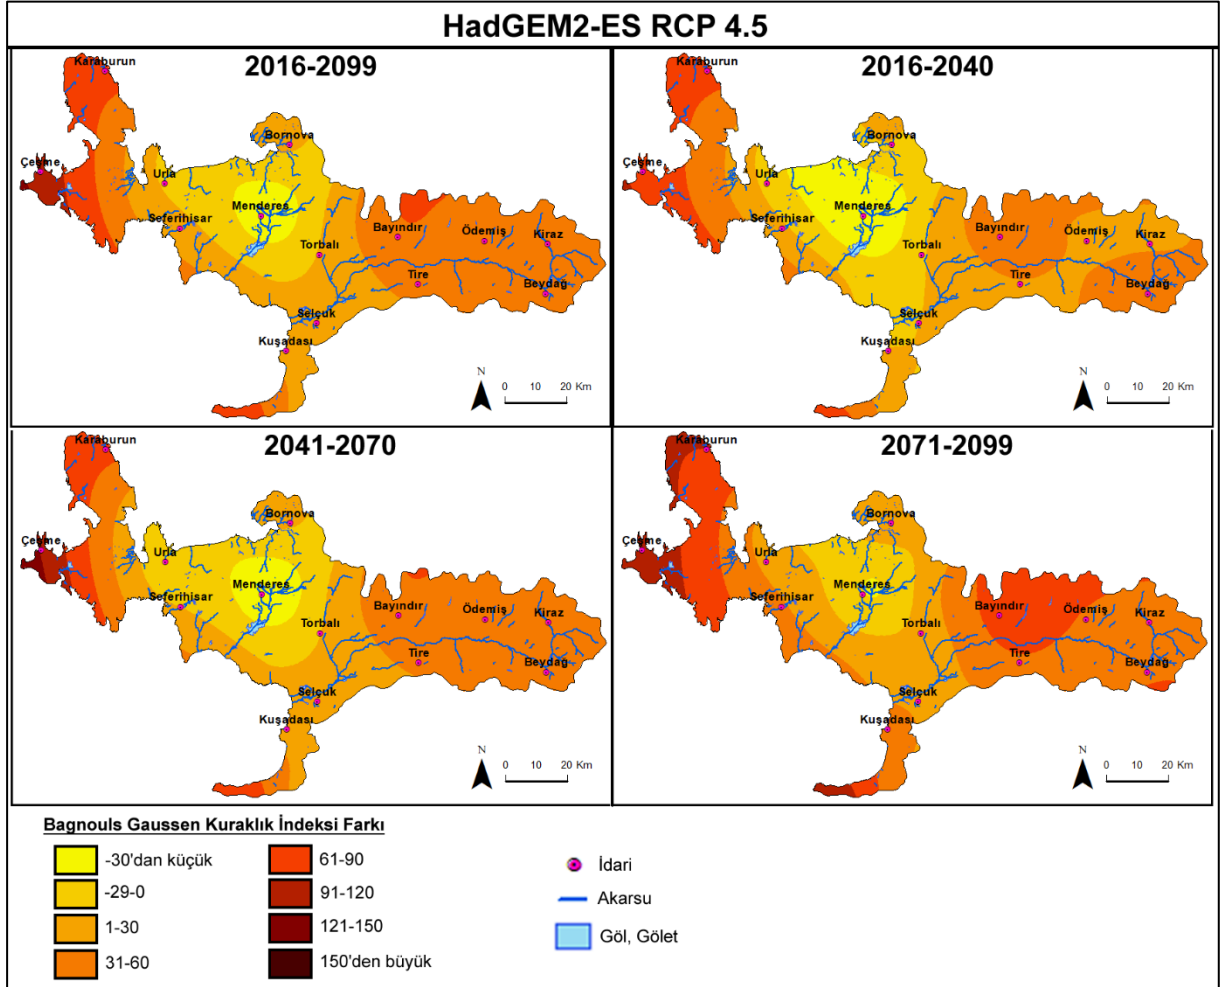 HadGEM2-ES RCP 4.5
2016-2099
Karaburun
Bornova
Çeşme
Urla
Menderes
Seferihisar
Bayındır
Ödemiş
Kiraz
Torbalı
Tire
Beydağ
Selçuk
Kuşadası
N
0 10 20 Km
2016-2040
Karaburun
Bornova
Çeşme
Urla
Menderes
Seferihisar
Bayındır
Ödemiş
Kiraz
Torbalı
Tire
Beydağ
Selçuk
Kuşadası
N
0 10 20 Km
2041-2070
Karaburun
Bornova
Çeşme
Urla
Menderes
Seferihisar
Bayındır
Ödemiş
Kiraz
Torbalı
Tire
Beydağ
Selçuk
Kuşadası
N
0 10 20 Km
2071-2099
Karaburun
Bornova
Çeşme
Urla
Menderes
Seferihisar
Bayındır
Ödemiş
Kiraz
Torbalı
Tire
Beydağ
Selçuk
Kuşadası
N
0 10 20 Km
Bagnouls Gaussen Kuraklık İndeksi Farkı
-30'dan küçük
-29-0
1-30
31-60
61-90
91-120
121-150
150'den büyük
İdari
Akarsu
Göl, Gölet